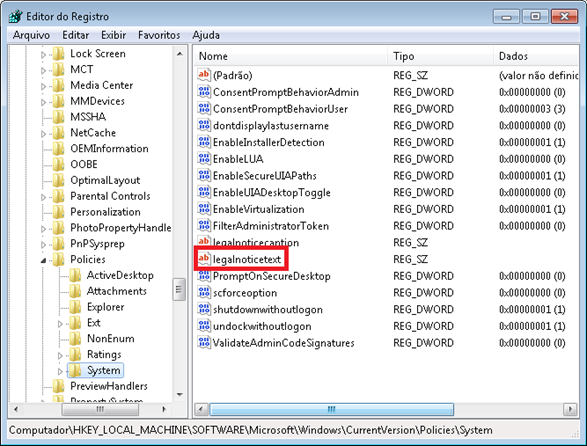 Editor do Registro
Arquivo Editar Exibir Favoritos Ajuda
Lock Screen
MCT
Media Center
MMDevices
MSSHA
NetCache
OEMInformation
OOBE
OptimalLayout
Parental Controls
Personalization
PhotoPropertyHandle
PnPSysprep
Policies
ActiveDesktop
Attachments
Explorer
Ext
NonEnum
Ratings
System
PreviewHandlers
PropertySystem
Nome Tipo Dados
(Padrão) REG_SZ (valor não definic
ConsentPromptBehaviorAdmin REG_DWORD 0x00000000 (0)
ConsentPromptBehaviorUser REG_DWORD 0x00000003 (3)
dontdisplaylastusername REG_DWORD 0x00000000 (0)
EnableInstallerDetection REG_DWORD 0x00000001 (1)
EnableLUA REG_DWORD 0x00000000 (0)
EnableSecureUIAPaths REG_DWORD 0x00000001 (1)
EnableUIADesktopToggle REG_DWORD 0x00000000 (0)
EnableVirtualization REG_DWORD 0x00000001 (1)
FilterAdministratorToken REG_DWORD 0x00000000 (0)
legalnoticecaption REG_SZ
legalnoticetext REG_SZ
PromptOnSecureDesktop REG_DWORD 0x00000000 (0)
scforceoption REG_DWORD 0x00000000 (0)
shutdownwithoutlogon REG_DWORD 0x00000001 (1)
undockwithoutlogon REG_DWORD 0x00000001 (1)
ValidateAdminCodeSignatures REG_DWORD 0x00000000 (0)
Computador\HKEY_LOCAL_MACHINE\SOFTWARE\Microsoft\Windows\CurrentVersion\Policies\System